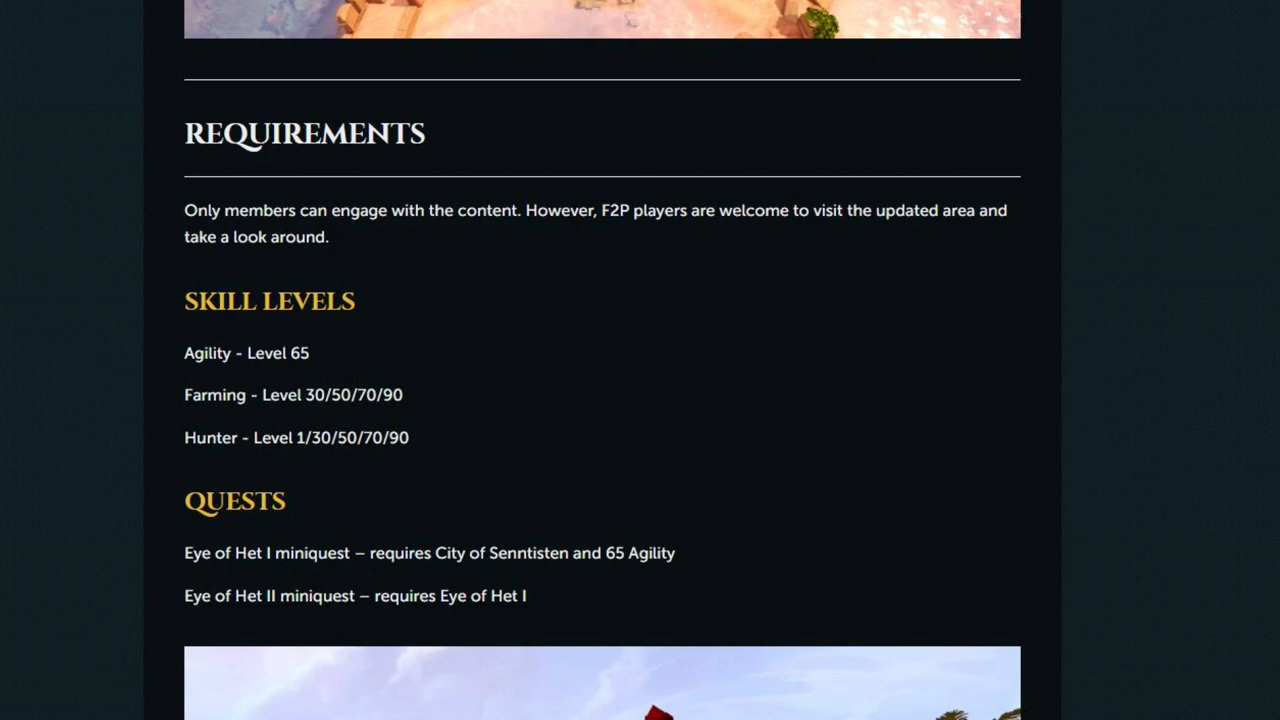 REQUIREMENTS
Only members can engage with the content. However, F2P players are welcome to visit the updated area and
take a look around.
SKILL LEVELS
Agility - Level 65
Farming - Level 30/50/70/90
Hunter - Level 1/30/50/70/90
QUESTS
Eye of Het I miniquest – requires City of Senntisten and 65 Agility
Eye of Het II miniquest – requires Eye of Het I